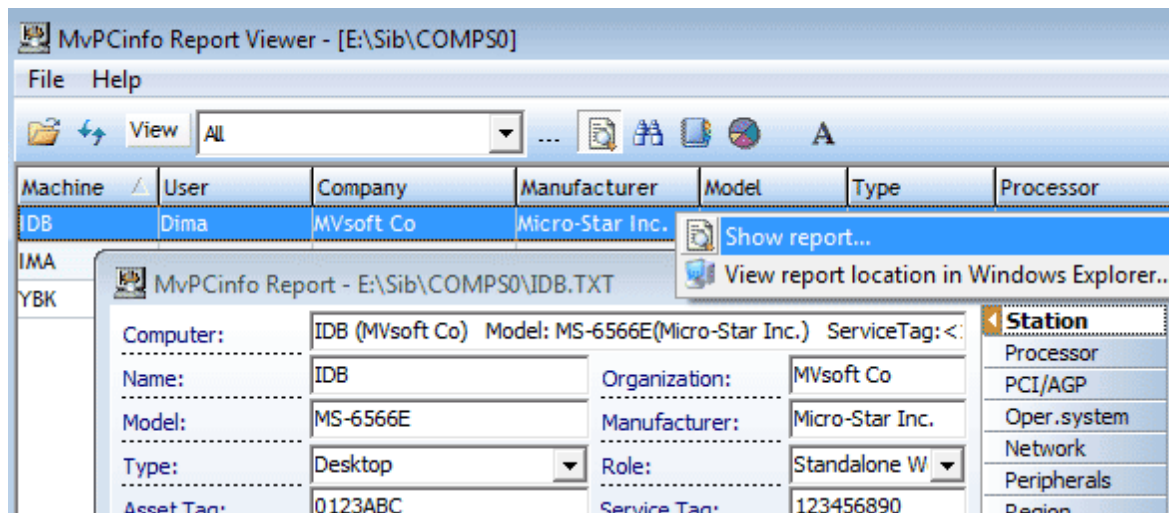 MvPCinfo Report Viewer - [E:\Sib\COMPS0]
File Help
View All ... A
Machine User Company Manufacturer Model Type Processor
IDB Dima MVsoft Co Micro-Star Inc.
Show report...
IMA
View report location in Windows Explorer..
YBK
MvPCinfo Report - E:\Sib\COMPS0\IDB.TXT
Computer: IDB (MVsoft Co) Model: MS-6566E(Micro-Star Inc.) ServiceTag:<
Station
Processor
Name: IDB Organization: MVsoft Co
PCI/AGP
Model: MS-6566E Manufacturer: Micro-Star Inc.
Oper.system
Network
Type: Desktop Role: Standalone W
Peripherals
Asset Tag: 0123ABC Service Tag: 123456890
Region